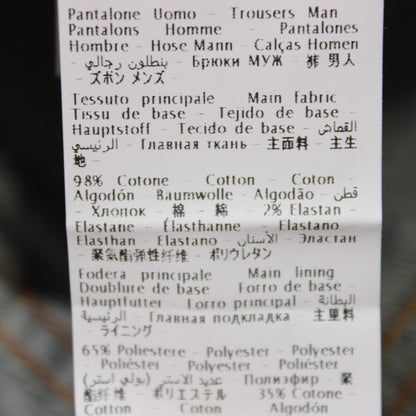 Pantalone Uomo - Trousers Man
Pantalons Homme - Pantalones
Hombre - Hose Mann - Calças Homen
- بنطلون رجالي - Брюки МУЖ - 裤 男人
- ズボン メンズ -
Tessuto principale - Main fabric
Tissu de base - Tejido de base -
Hauptstoff - Tecido de base - القماش
الرئيسي - Главная ткань - 主面料 - 主生
地 -
98% Cotone - Cotton - Coton -
Algodón - Baumwolle - Algodão - قطن
- Хлопок - 棉 - 綿 - 2% Elastan -
Elastane - Élasthanne - Elastano -
Elasthan - Elastano - الأستان - Эластан
- 聚氨酯弹性纤维 - ポリウレタン
Fodera principale - Main lining
Doublure de base - Forro de base -
Hauptfutter - Forro principal - البطانة
الرئيسية - Главная подкладка - 主里料
- ライニング
65% Poliestere - Polyester - Polyester
- Poliéster - Polyester - Poliéster
- (بولي استر) عديد الاستر - Полиэфир - 聚
酯纤维 - ポリエステル - 35% Cotone -
Cotton - Coton - Algodón -